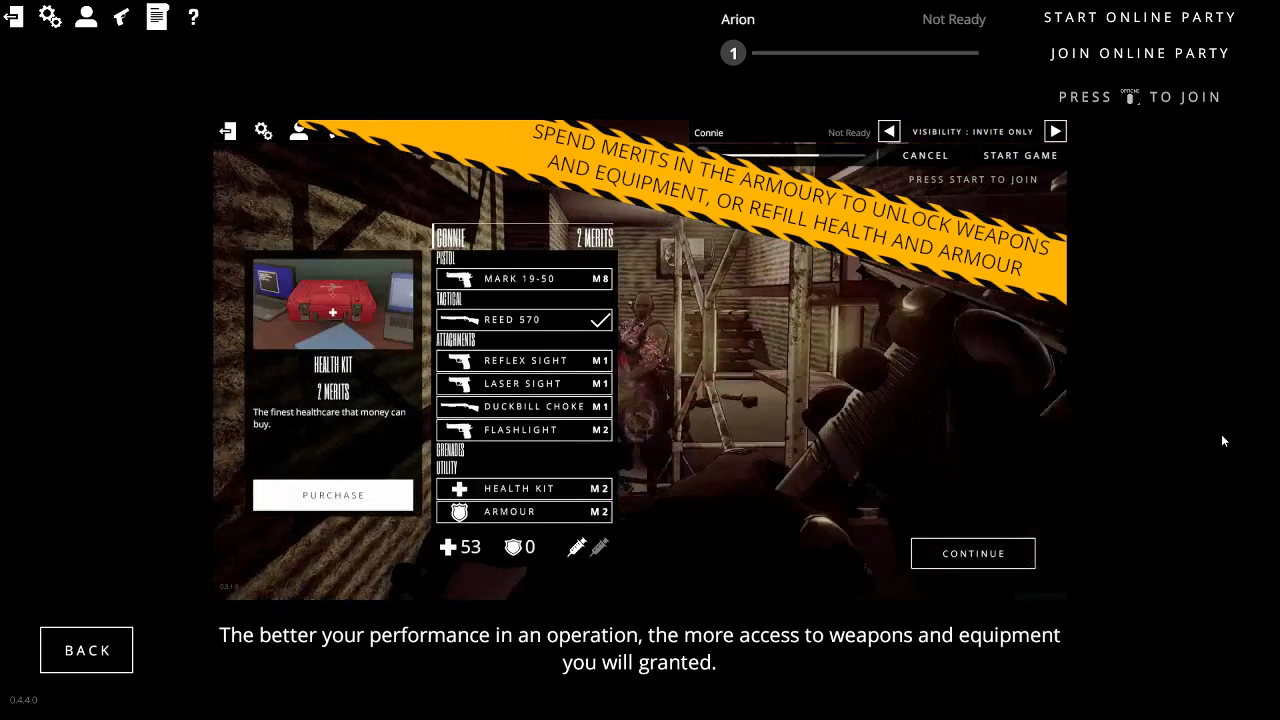 ?
Arion
Not Ready
START ONLINE PARTY
1
JOIN ONLINE PARTY
PRESS OPTIONS TO JOIN
SPEND MERITS IN THE ARMOURY TO UNLOCK WEAPONS
AND EQUIPMENT, OR REFILL HEALTH AND ARMOUR
Connie
Not Ready
VISIBILITY : INVITE ONLY
CANCEL
START GAME
PRESS START TO JOIN
CONNIE
2 MERITS
PISTOL
MARK 19-50 M8
TACTICAL
REED 570
ATTACHMENTS
REFLEX SIGHT M1
LASER SIGHT M1
DUCKBILL CHOKE M1
FLASHLIGHT M2
GRENADES
UTILITY
HEALTH KIT M2
ARMOUR M2
53
0
HEALTH KIT
2 MERITS
The finest healthcare that money can
buy.
PURCHASE
CONTINUE
0.3.1.9
The better your performance in an operation, the more access to weapons and equipment
you will granted.
BACK
0.4.4.0